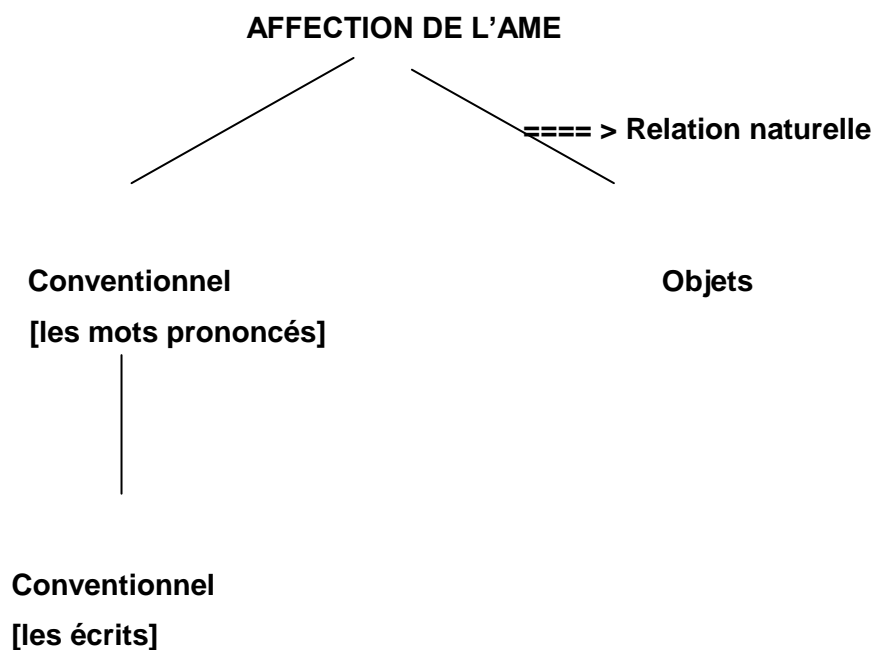 AFFECTION DE L’AME
==== > Relation naturelle
Conventionnel
Objets
[les mots prononcés]
Conventionnel
[les écrits]